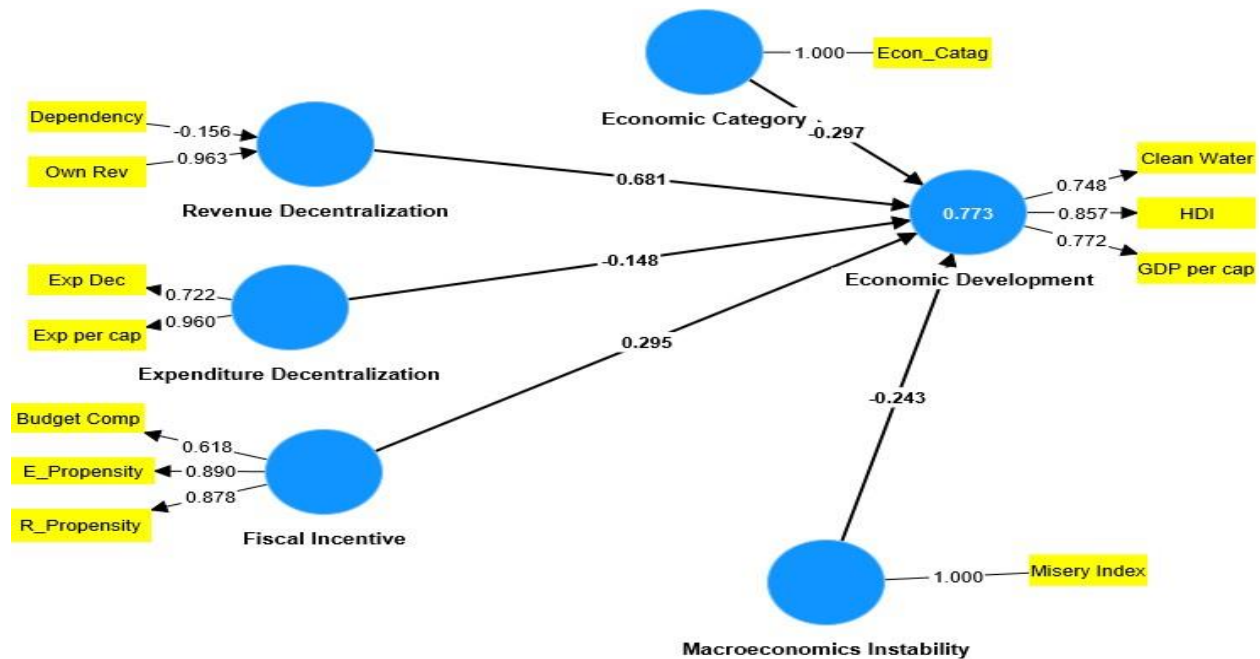 1.000
Econ_Catag
Economic Category
-0.297
Dependency
-0.156
Own Rev
0.963
Revenue Decentralization
0.681
Clean Water
0.748
0.773
0.857
HDI
0.772
GDP per cap
Economic Development
Exp Dec
0.722
Exp per cap
0.960
Expenditure Decentralization
-0.148
Budget Comp
0.618
E_Propensity
0.890
R_Propensity
0.878
Fiscal Incentive
0.295
-0.243
1.000
Misery Index
Macroeconomics Instability